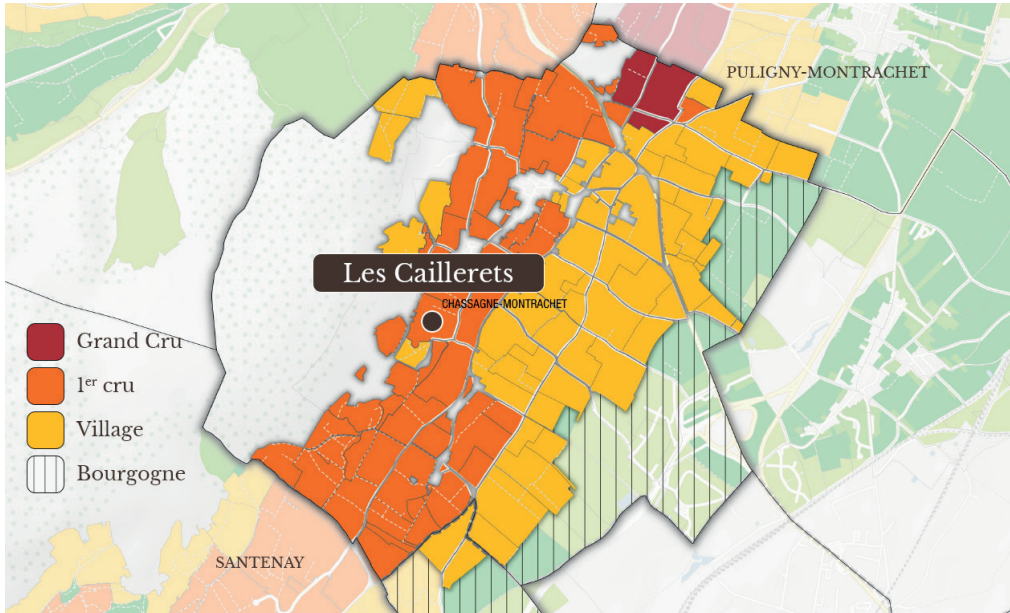 PULIGNY-MONTRACHET
Les Caillerets
CHASSAGNE-MONTRACHET
Grand Cru
1er cru
Village
Bourgogne
SANTENAY